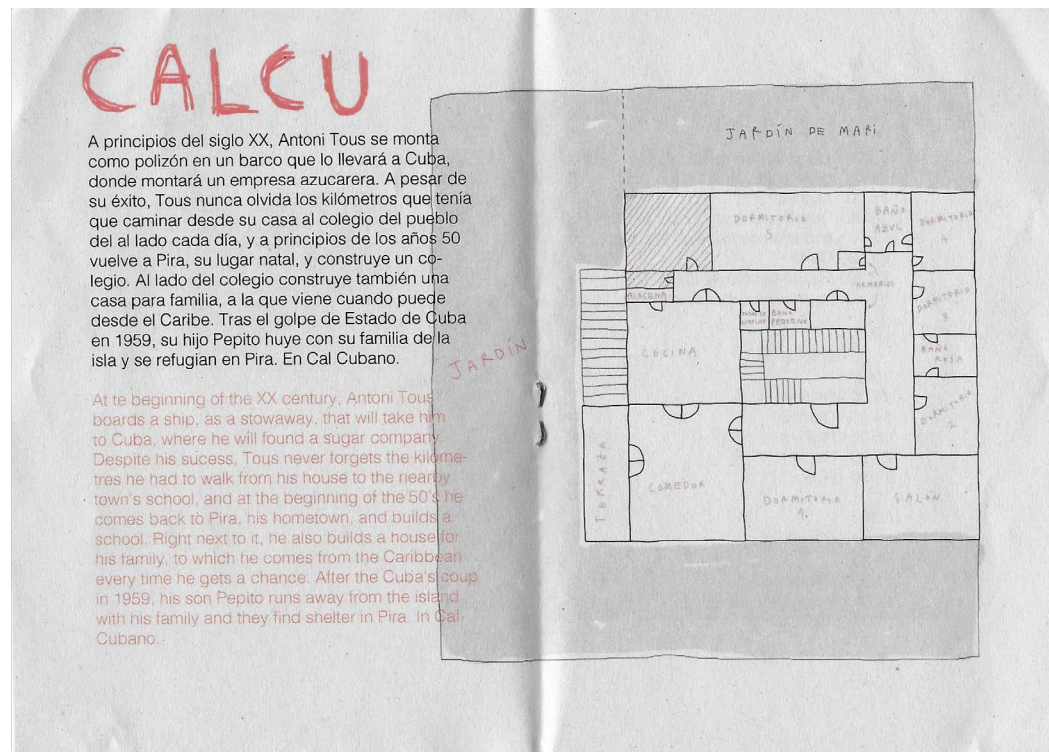 CALCU
A principios del siglo XX, Antoni Tous se monta
como polizón en un barco que lo llevará a Cuba,
donde montará un empresa azucarera. A pesar de
su éxito, Tous nunca olvida los kilómetros que tenía
que caminar desde su casa al colegio del pueblo
del al lado cada día, y a principios de los años 50
vuelve a Pira, su lugar natal, y construye un co-
legio. Al lado del colegio construye también una
casa para familia, a la que viene cuando puede
desde el Caribe. Tras el golpe de Estado de Cuba
en 1959, su hijo Pepito huye con su familia de la
isla y se refugian en Pira. En Cal Cubano.
At te beginning of the XX century, Antoni Tous
boards a ship, as a stowaway, that will take him
to Cuba, where he will found a sugar company.
Despite his sucess, Tous never forgets the kilome-
tres he had to walk from his house to the nearby
town's school, and at the beginning of the 50's he
comes back to Pira, his hometown, and builds a
school. Right next to it, he also builds a house for
his family, to which he comes from the Caribbean
every time he gets a chance. After the Cuba's coup
in 1959, his son Pepito runs away from the island
with his family and they find shelter in Pira. In Cal
Cubano.
JARDÍN DE MARI
DORMITORIO
5
BAÑO
AZUL
DORMITORIO
4
ALACENA
ARMARIOS
BAÑO
PEQUEÑO
DORMITORIO
3
COCINA
JARDÍN
BAÑO
ROSA
DORMITORIO
2
TERRAZA
COMEDOR
DORMITORIO
1
SALÓN